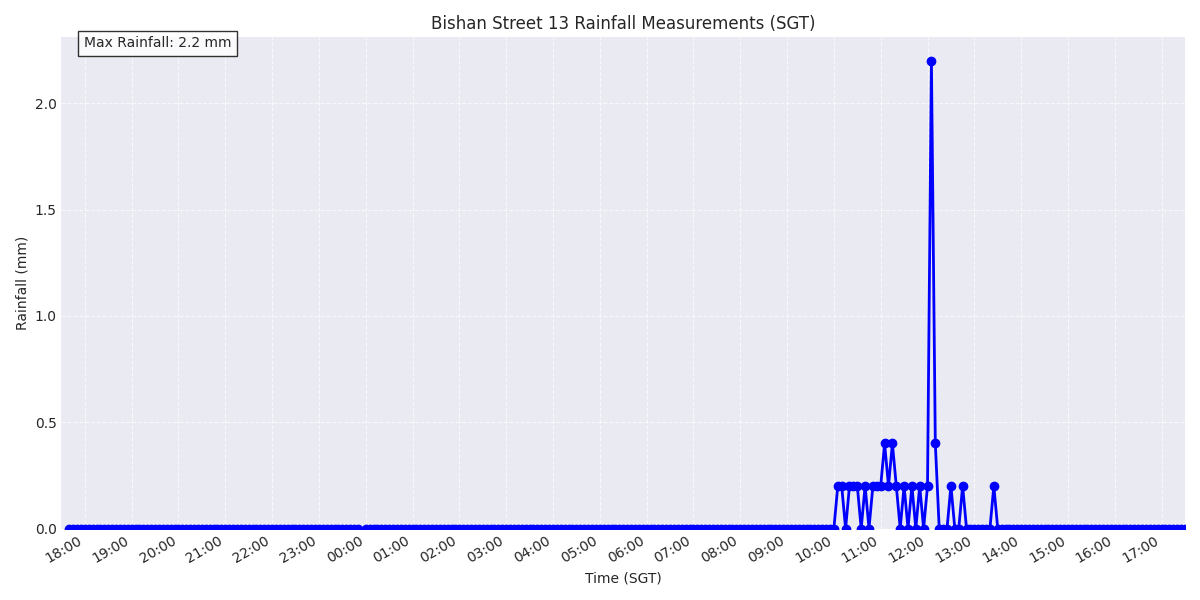 Bishan Street 13 Rainfall Measurements (SGT)
Max Rainfall: 2.2 mm
2.0
1.5
1.0
0.5
0.0
Rainfall (mm)
18:00 19:00 20:00 21:00 22:00 23:00 00:00 01:00 02:00 03:00 04:00 05:00 06:00 07:00 08:00 09:00 10:00 11:00 12:00 13:00 14:00 15:00 16:00 17:00
Time (SGT)